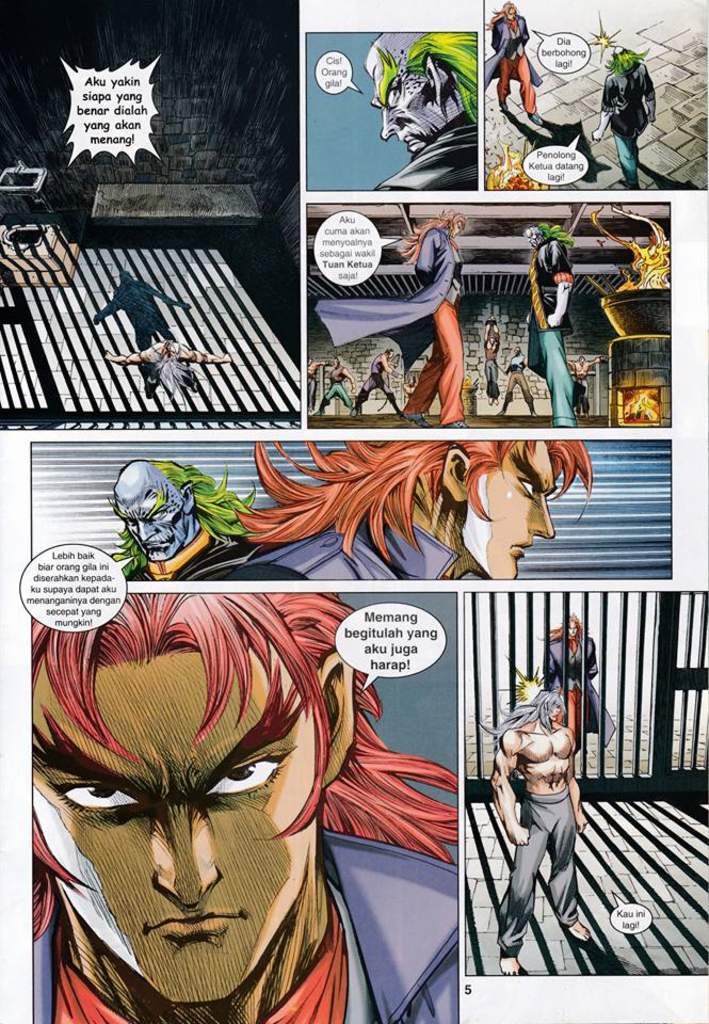 Aku yakin
siapa yang
benar dialah
yang akan
menang!
Cis!
Orang
gila!
Dia
berbohong
lagi!
Penolong
Ketua datang
lagi!
Aku
cuma akan
menyoalnya
sebagai wakil
Tuan Ketua
saja!
Lebih baik
biar orang gila ini
diserahkan kepada-
ku supaya dapat aku
menanganinya dengan
secepat yang
mungkin!
Memang
begitulah yang
aku juga
harap!
Kau ini
lagi!
5